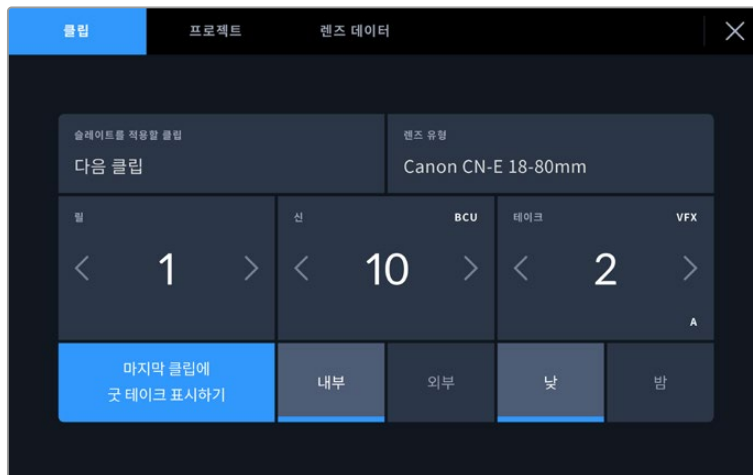 클립 프로젝트 렌즈 데이터
슬레이트를 적용할 클립 렌즈 유형
다음 클립 Canon CN-E 18-80mm
릴 신 BCU 테이크 VFX
1 10 2
A
마지막 클립에
굿 테이크 표시하기
내부 외부 낮 밤